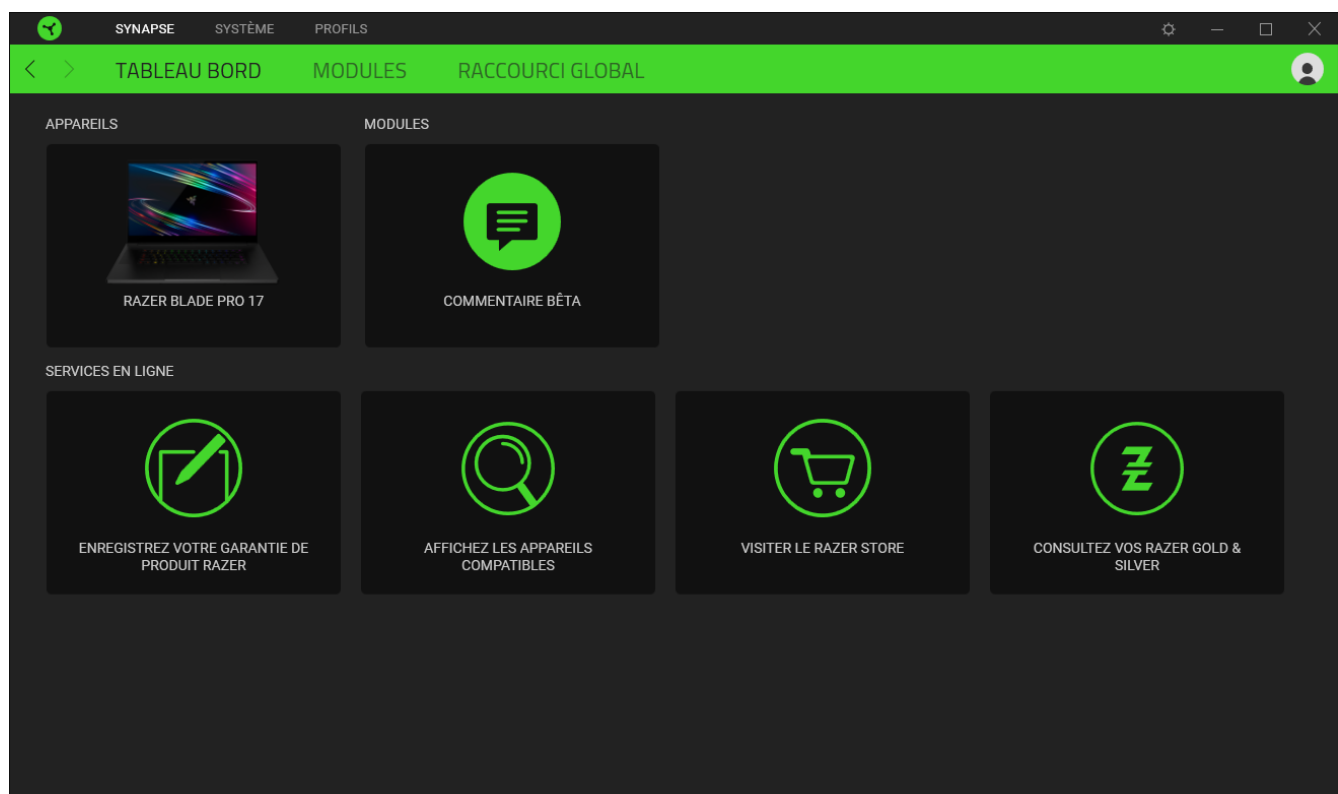 SYNAPSE SYSTÈME PROFILS
TABLEAU BORD MODULES RACCOURCI GLOBAL
APPAREILS MODULES
RAZER BLADE PRO 17
COMMENTAIRE BÊTA
SERVICES EN LIGNE
ENREGISTREZ VOTRE GARANTIE DE
PRODUIT RAZER
AFFICHEZ LES APPAREILS
COMPATIBLES
VISITER LE RAZER STORE
CONSULTEZ VOS RAZER GOLD &
SILVER